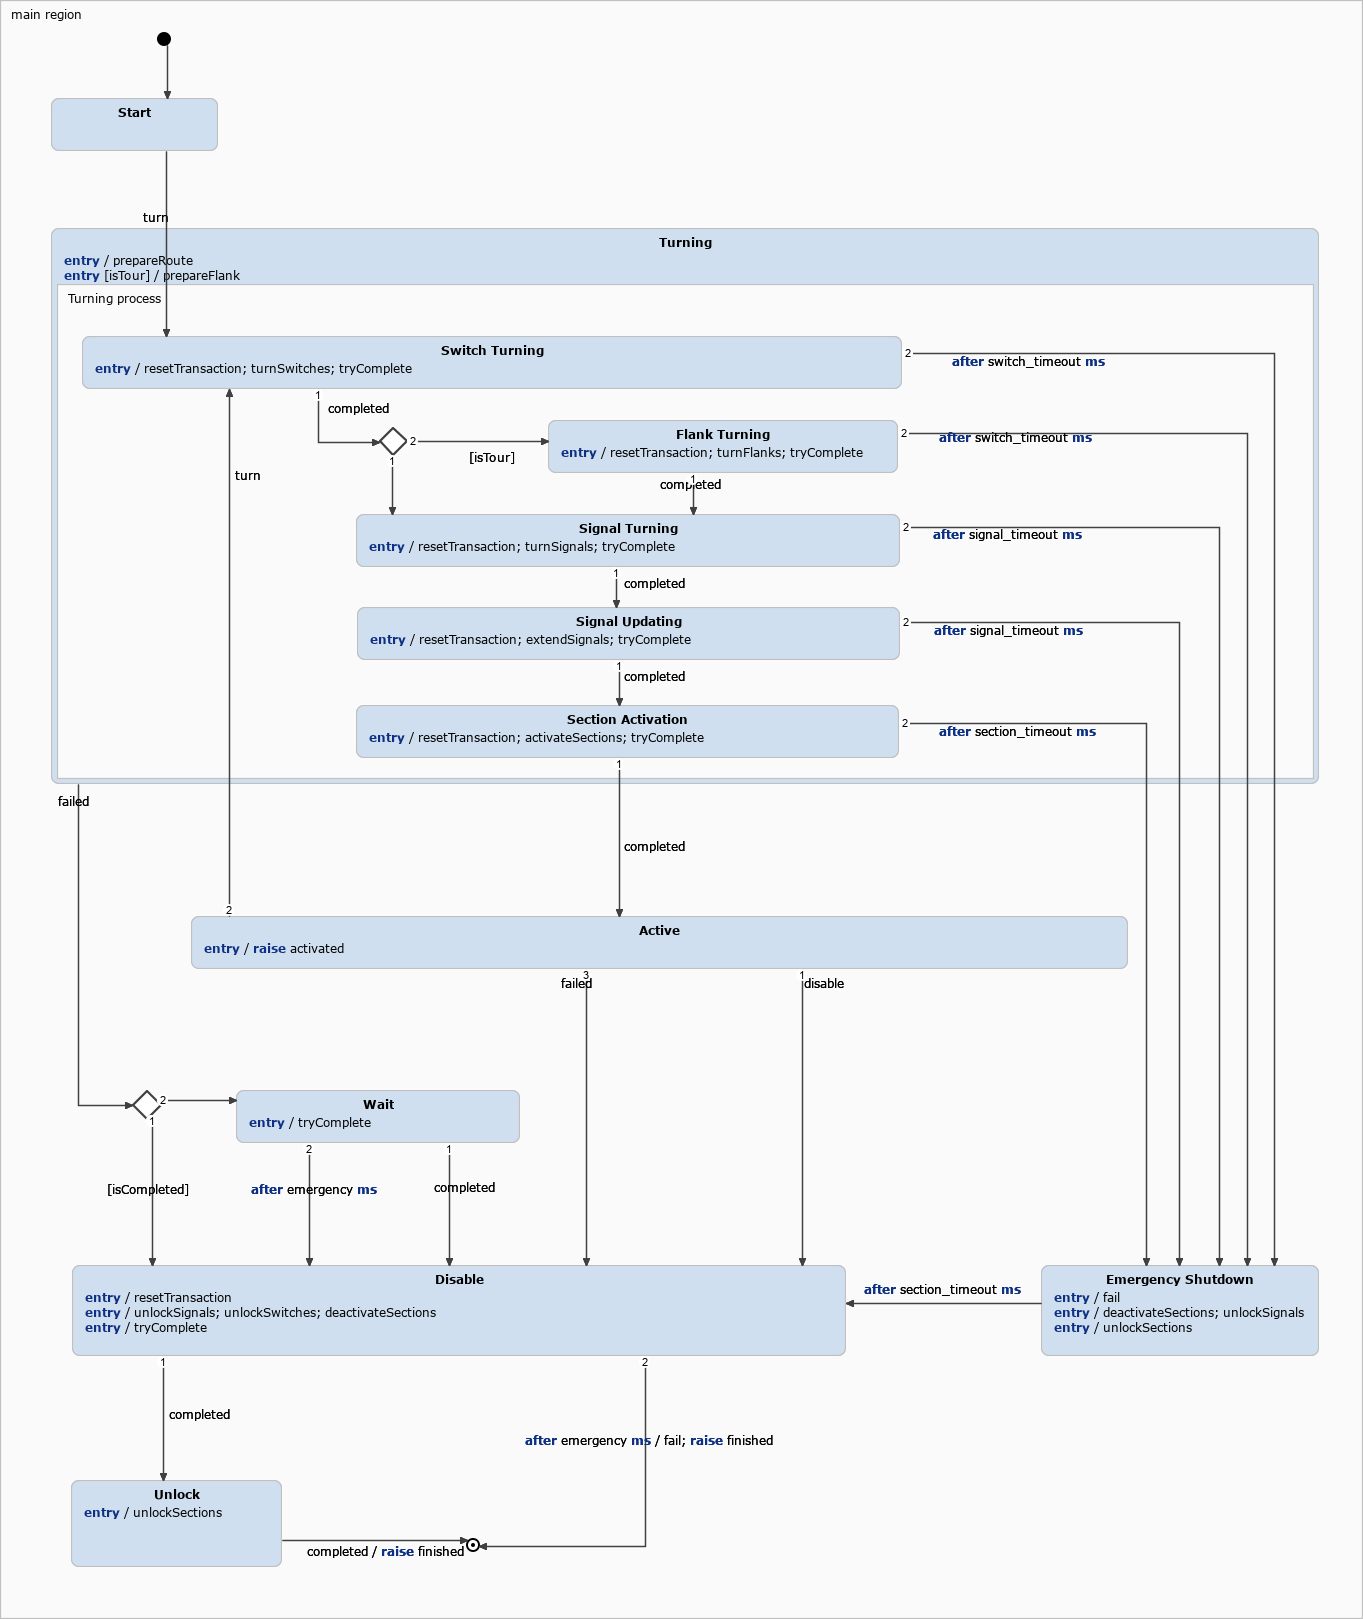 main region
Start
turn
Turning
entry / prepareRoute
entry [isTour] / prepareFlank
Turning process
Switch Turning
entry / resetTransaction; turnSwitches; tryComplete
2
after switch_timeout ms
1
completed
2
[isTour]
1
Flank Turning
entry / resetTransaction; turnFlanks; tryComplete
2
after switch_timeout ms
turn
1
completed
Signal Turning
entry / resetTransaction; turnSignals; tryComplete
2
after signal_timeout ms
1
completed
Signal Updating
entry / resetTransaction; extendSignals; tryComplete
2
after signal_timeout ms
1
completed
Section Activation
entry / resetTransaction; activateSections; tryComplete
2
after section_timeout ms
1
failed
completed
2
Active
entry / raise activated
3
failed
1
disable
2
1
Wait
entry / tryComplete
2
1
[isCompleted]
after emergency ms
completed
Disable
entry / resetTransaction
entry / unlockSignals; unlockSwitches; deactivateSections
entry / tryComplete
after section_timeout ms
Emergency Shutdown
entry / fail
entry / deactivateSections; unlockSignals
entry / unlockSections
1
2
completed
after emergency ms / fail; raise finished
Unlock
entry / unlockSections
completed / raise finished